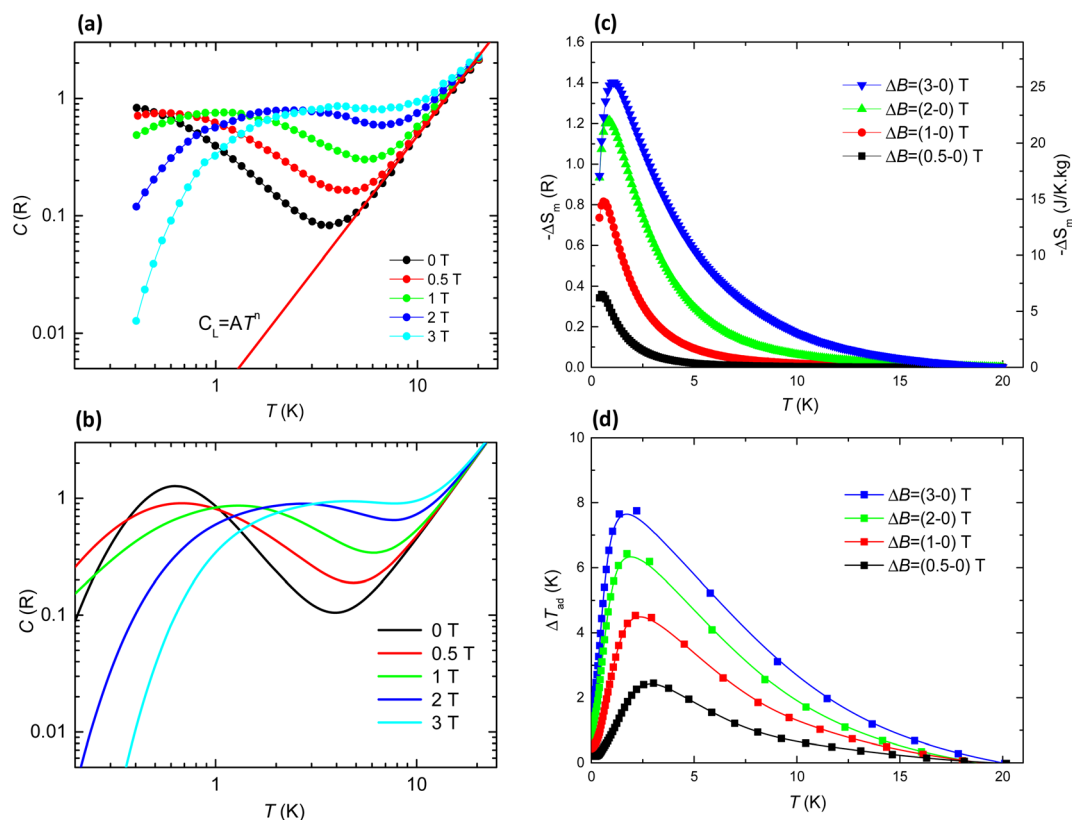 (a)
C (R)
1
0.1
0.01
0 T
0.5 T
1 T
2 T
3 T
C_L=AT^n
1
10
T (K)
(b)
C (R)
1
0.1
0.01
0 T
0.5 T
1 T
2 T
3 T
1
10
T (K)
(c)
-ΔS_m (R)
1.6
1.4
1.2
1.0
0.8
0.6
0.4
0.2
0.0
ΔB=(3-0) T
ΔB=(2-0) T
ΔB=(1-0) T
ΔB=(0.5-0) T
25
20
15
10
5
0
-ΔS_m (J/K.kg)
0
5
10
15
20
T (K)
(d)
ΔT_ad (K)
10
8
6
4
2
0
ΔB=(3-0) T
ΔB=(2-0) T
ΔB=(1-0) T
ΔB=(0.5-0) T
0
5
10
15
20
T (K)